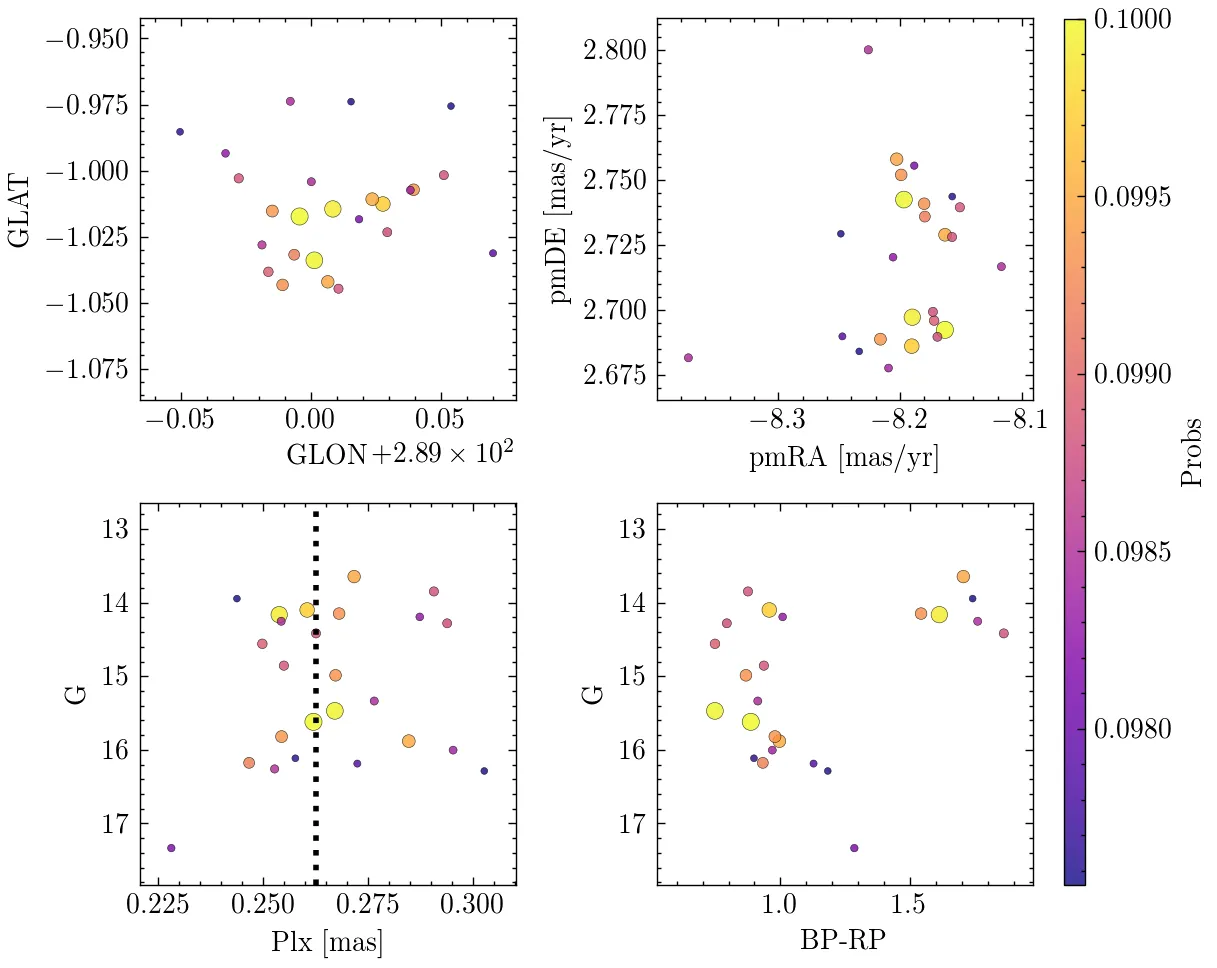 −0.950
−0.975
−1.000
−1.025
−1.050
−1.075
GLAT
−0.05 0.00 0.05
GLON +2.89 × 10²
2.800
2.775
2.750
2.725
2.700
2.675
pmDE [mas/yr]
−8.3 −8.2 −8.1
pmRA [mas/yr]
13
14
15
16
17
G
0.225 0.250 0.275 0.300
Plx [mas]
13
14
15
16
17
G
1.0 1.5
BP-RP
0.1000
0.0995
0.0990
0.0985
0.0980
Probs